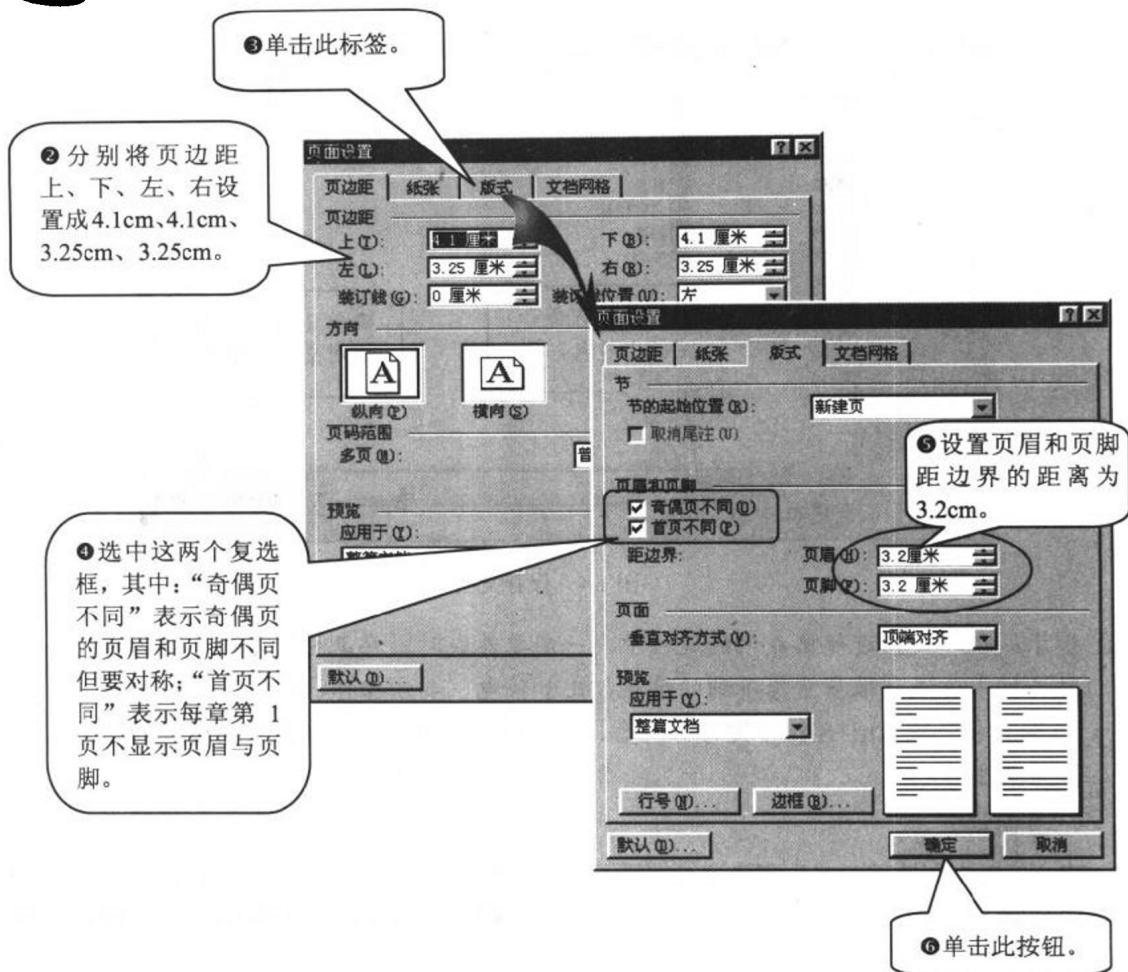 ❸单击此标签。
❷分别将页边距
上、下、左、右设
置成4.1cm、4.1cm、
3.25cm、3.25cm。
页面设置
页边距 纸张 版式 文档网格
页边距
上(T): 4.1 厘米 下(B): 4.1 厘米
左(L): 3.25 厘米 右(R): 3.25 厘米
装订线(G): 0 厘米 装订线位置(U): 左
方向
纵向(P) 横向(S)
页码范围
多页(M): 普
预览
应用于(Y):
整篇文档
默认(D)...
页面设置
页边距 纸张 版式 文档网格
节
节的起始位置(R): 新建页
取消尾注(U)
❺设置页眉和页脚
距边界的距离为
3.2cm。
页眉和页脚
奇偶页不同(O)
首页不同(P)
距边界: 页眉(H): 3.2厘米
页脚(F): 3.2 厘米
❹选中这两个复选
框，其中：“奇偶页
不同”表示奇偶页
的页眉和页脚不同
但要对称；“首页不
同”表示每章第 1
页不显示页眉与页
脚。
页面
垂直对齐方式(V): 顶端对齐
预览
应用于(Y):
整篇文档
行号(N)... 边框(B)...
默认(D)... 确定 取消
❻单击此按钮。